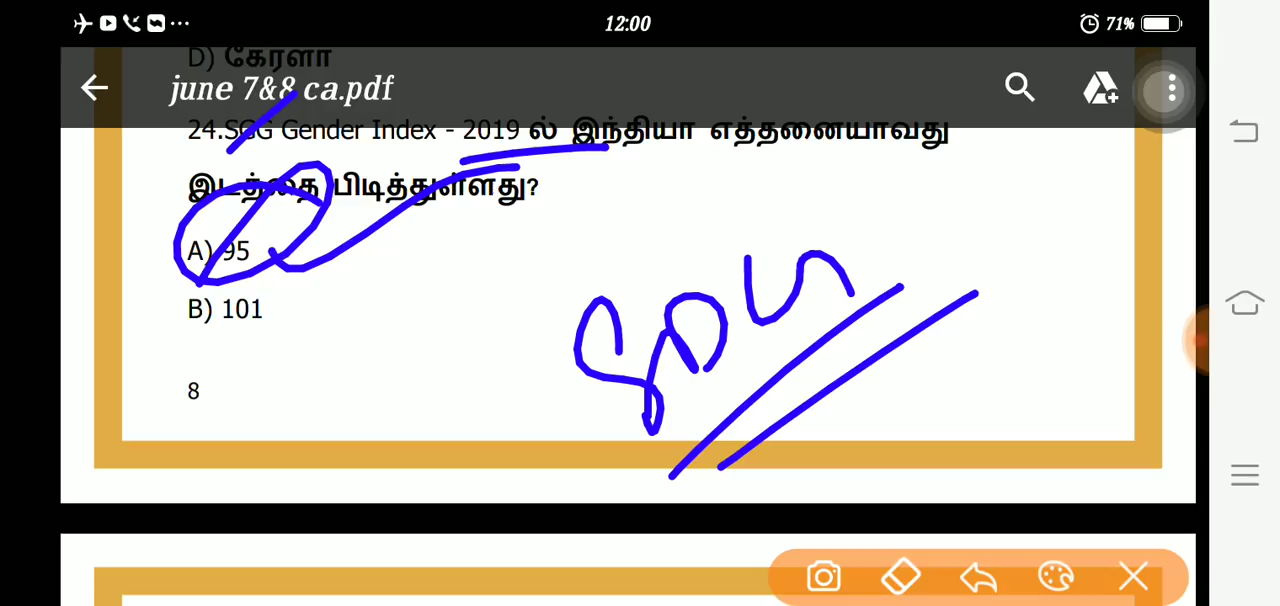 12:00
71%
D) கேரளா
june 7&8 ca.pdf
24.SGG Gender Index - 2019 ல் இந்தியா எத்தனையாவது
இடத்தை பிடித்துள்ளது?
A) 95
B) 101
8